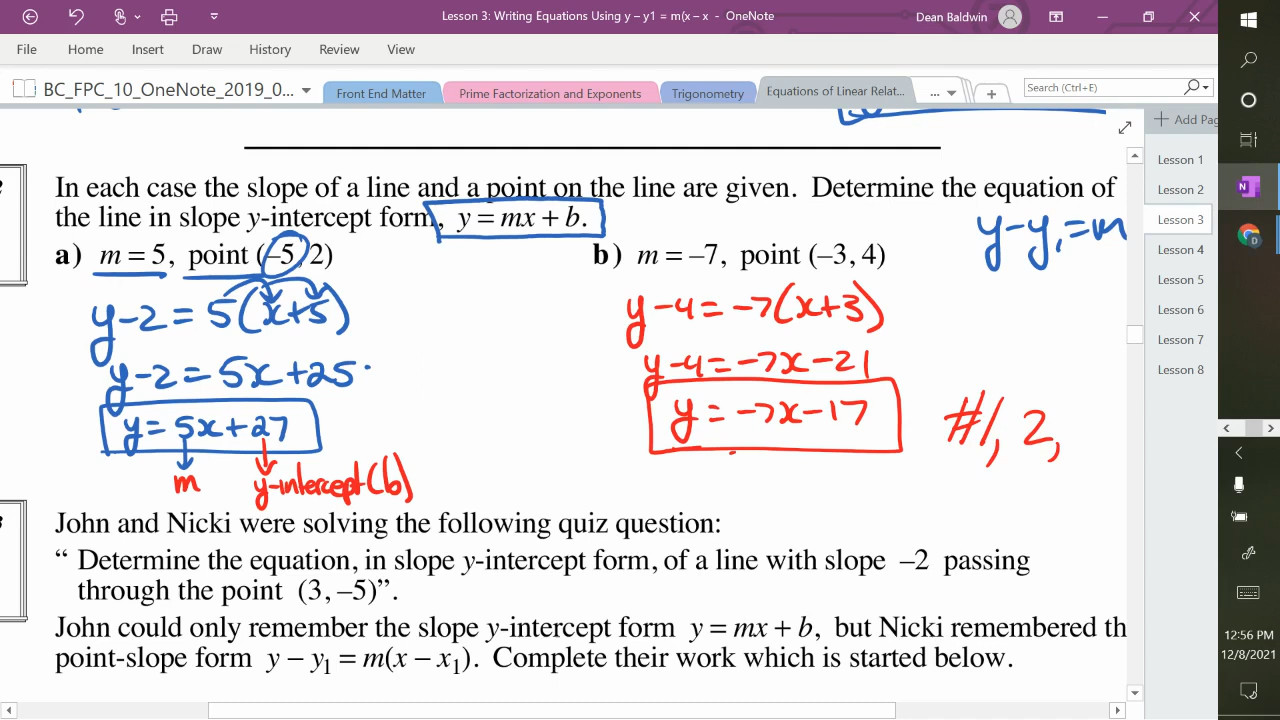 Lesson 3: Writing Equations Using y – y1 = m(x – x - OneNote
Dean Baldwin
File Home Insert Draw History Review View
BC_FPC_10_OneNote_2019_0...
Front End Matter
Prime Factorization and Exponents
Trigonometry
Equations of Linear Relat...
...
Search (Ctrl+E)
Add Pag
Lesson 1
Lesson 2
Lesson 3
Lesson 4
Lesson 5
Lesson 6
Lesson 7
Lesson 8
In each case the slope of a line and a point on the line are given. Determine the equation of
the line in slope y-intercept form, y = mx + b.
y-y₁=m
a) m = 5, point (–5, 2)
b) m = –7, point (–3, 4)
y-2 = 5(x+5)
y-4 = -7(x+3)
y-2 = 5x+25
y-4 = -7x-21
y = 5x+27
y = -7x-17
#1, 2,
m
y-intercept (b)
John and Nicki were solving the following quiz question:
“ Determine the equation, in slope y-intercept form, of a line with slope –2 passing
through the point (3, –5)”.
John could only remember the slope y-intercept form y = mx + b, but Nicki remembered th
point-slope form y – y₁ = m(x – x₁). Complete their work which is started below.
12:56 PM
12/8/2021